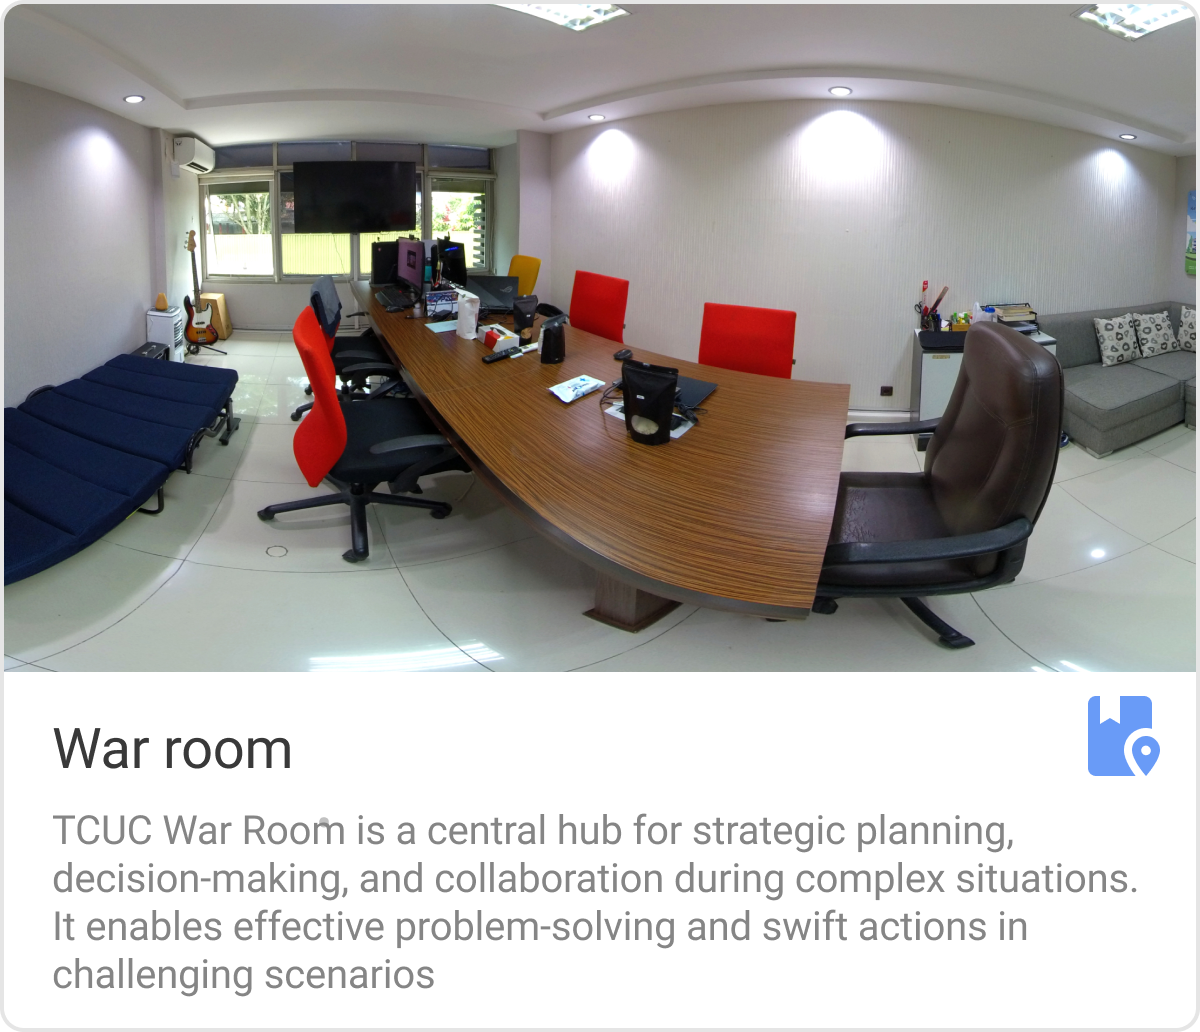 War room
TCUC War Room is a central hub for strategic planning,
decision-making, and collaboration during complex situations.
It enables effective problem-solving and swift actions in
challenging scenarios